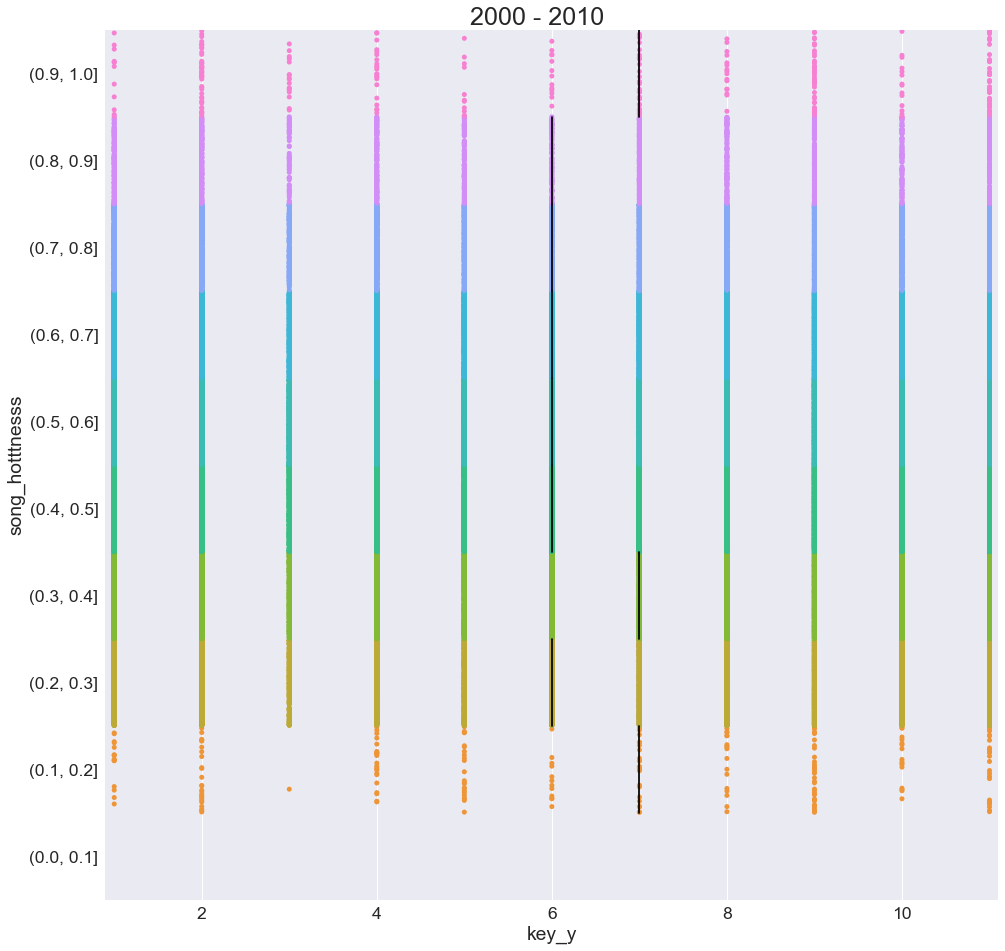 2000 - 2010
(0.9, 1.0]
(0.8, 0.9]
(0.7, 0.8]
(0.6, 0.7]
(0.5, 0.6]
(0.4, 0.5]
(0.3, 0.4]
(0.2, 0.3]
(0.1, 0.2]
(0.0, 0.1]
song_hotttnesss
2 4 6 8 10
key_y